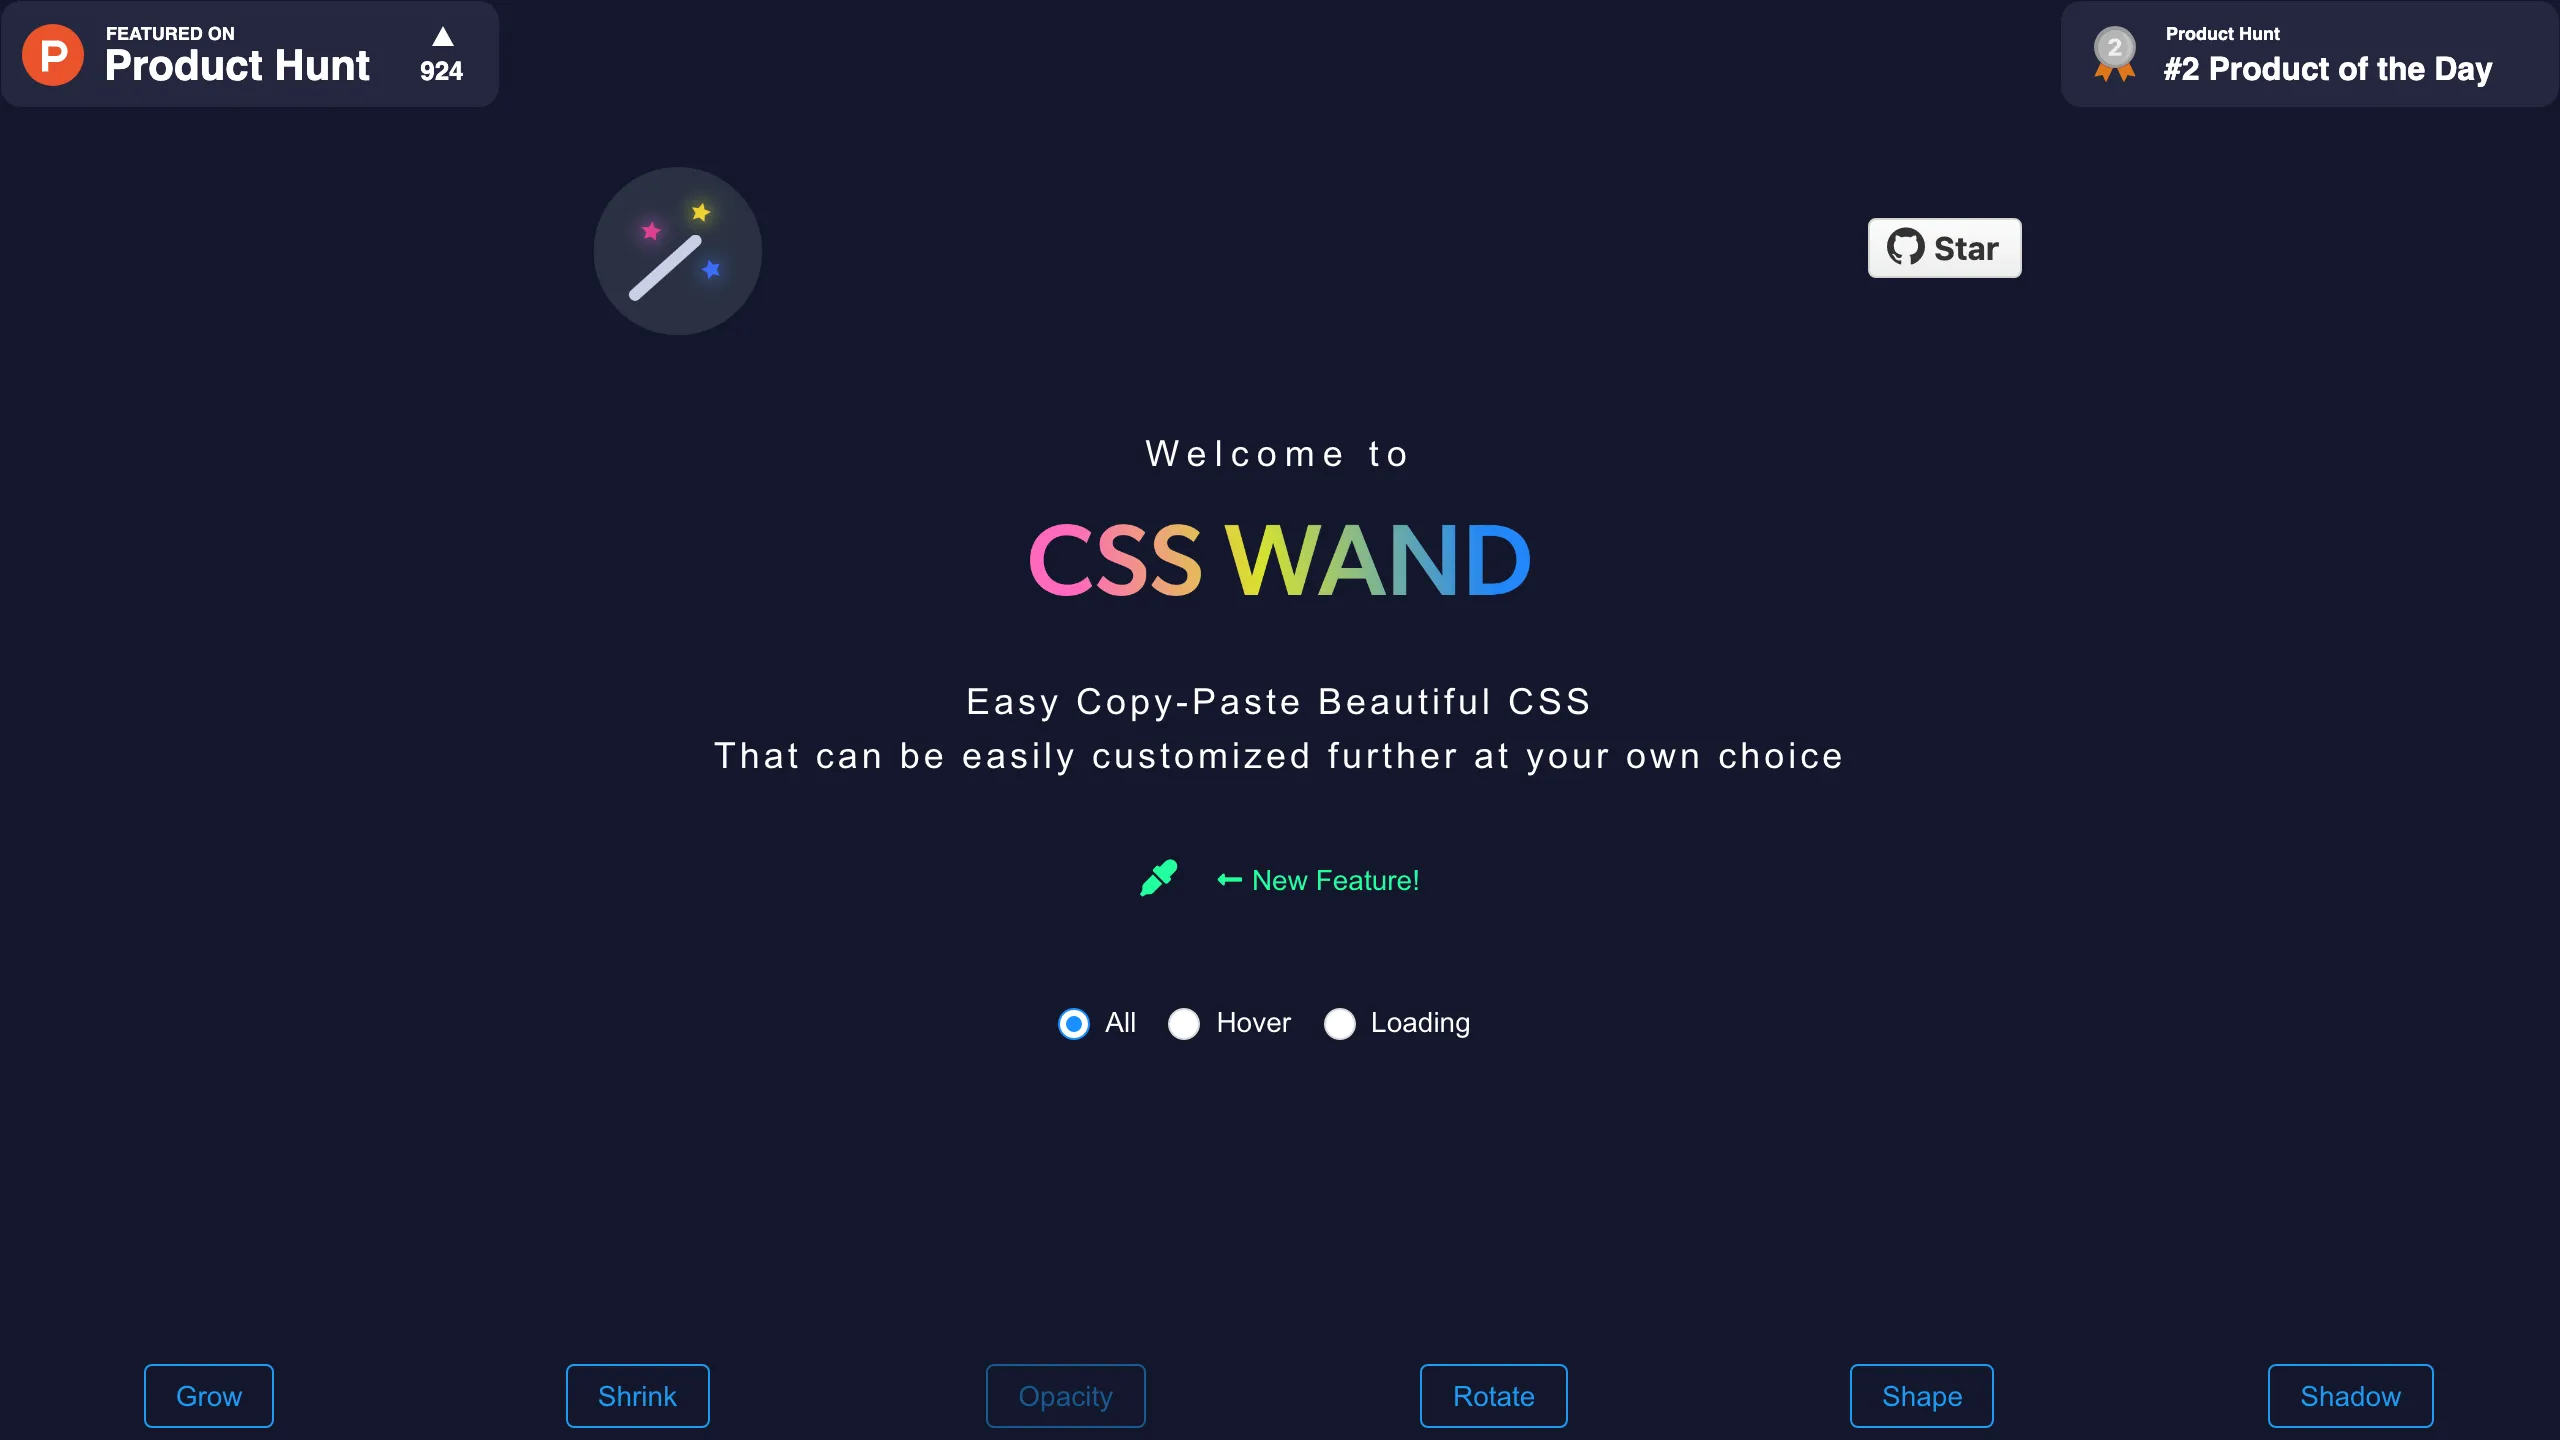 P
FEATURED ON
Product Hunt
924
2
Product Hunt
#2 Product of the Day
Star
Welcome to
CSS WAND
Easy Copy-Paste Beautiful CSS
That can be easily customized further at your own choice
New Feature!
All Hover Loading
Grow Shrink Opacity Rotate Shape Shadow